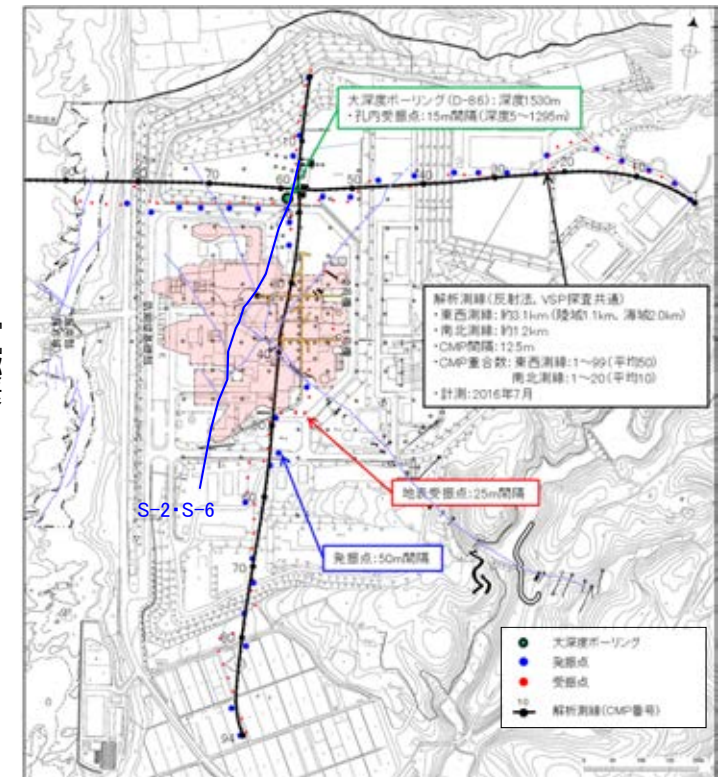 大深度ボーリング(D-86):深度1530m
・孔内受振点:15m間隔(深度5~1295m)
10
70
60
50
40
30
20
10
解析測線(反射法、VSP探査共通)
・東西測線:約3.1km(陸域1.1km、海域2.0km)
・南北測線:約1.2km
・CMP間隔:12.5m
・CMP重合数:東西測線:1~99(平均50)
南北測線:1~20(平均10)
・計測:2016年7月
40
地表受振点:25m間隔
S-2・S-6
発振点:50m間隔
70
94
大深度ボーリング
発振点
受振点
10
解析測線(CMP番号)